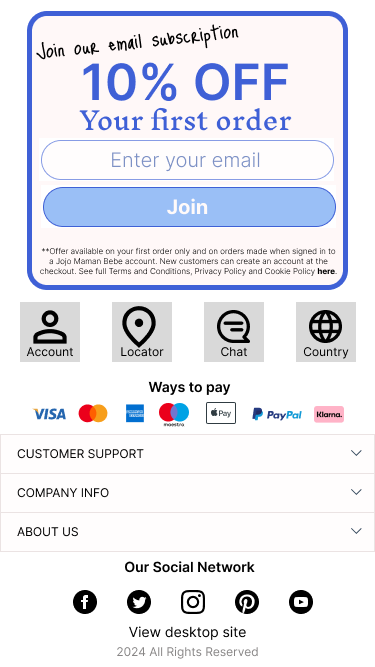 Join our email subscription
10% OFF
Your first order
Enter your email
Join
**Offer available on your first order only and on orders made when signed in to
a Jojo Maman Bebe account. New customers can create an account at the
checkout. See full Terms and Conditions, Privacy Policy and Cookie Policy here.
Account Locator Chat Country
Ways to pay
VISA maestro Pay PayPal Klarna.
CUSTOMER SUPPORT
COMPANY INFO
ABOUT US
Our Social Network
View desktop site
2024 All Rights Reserved